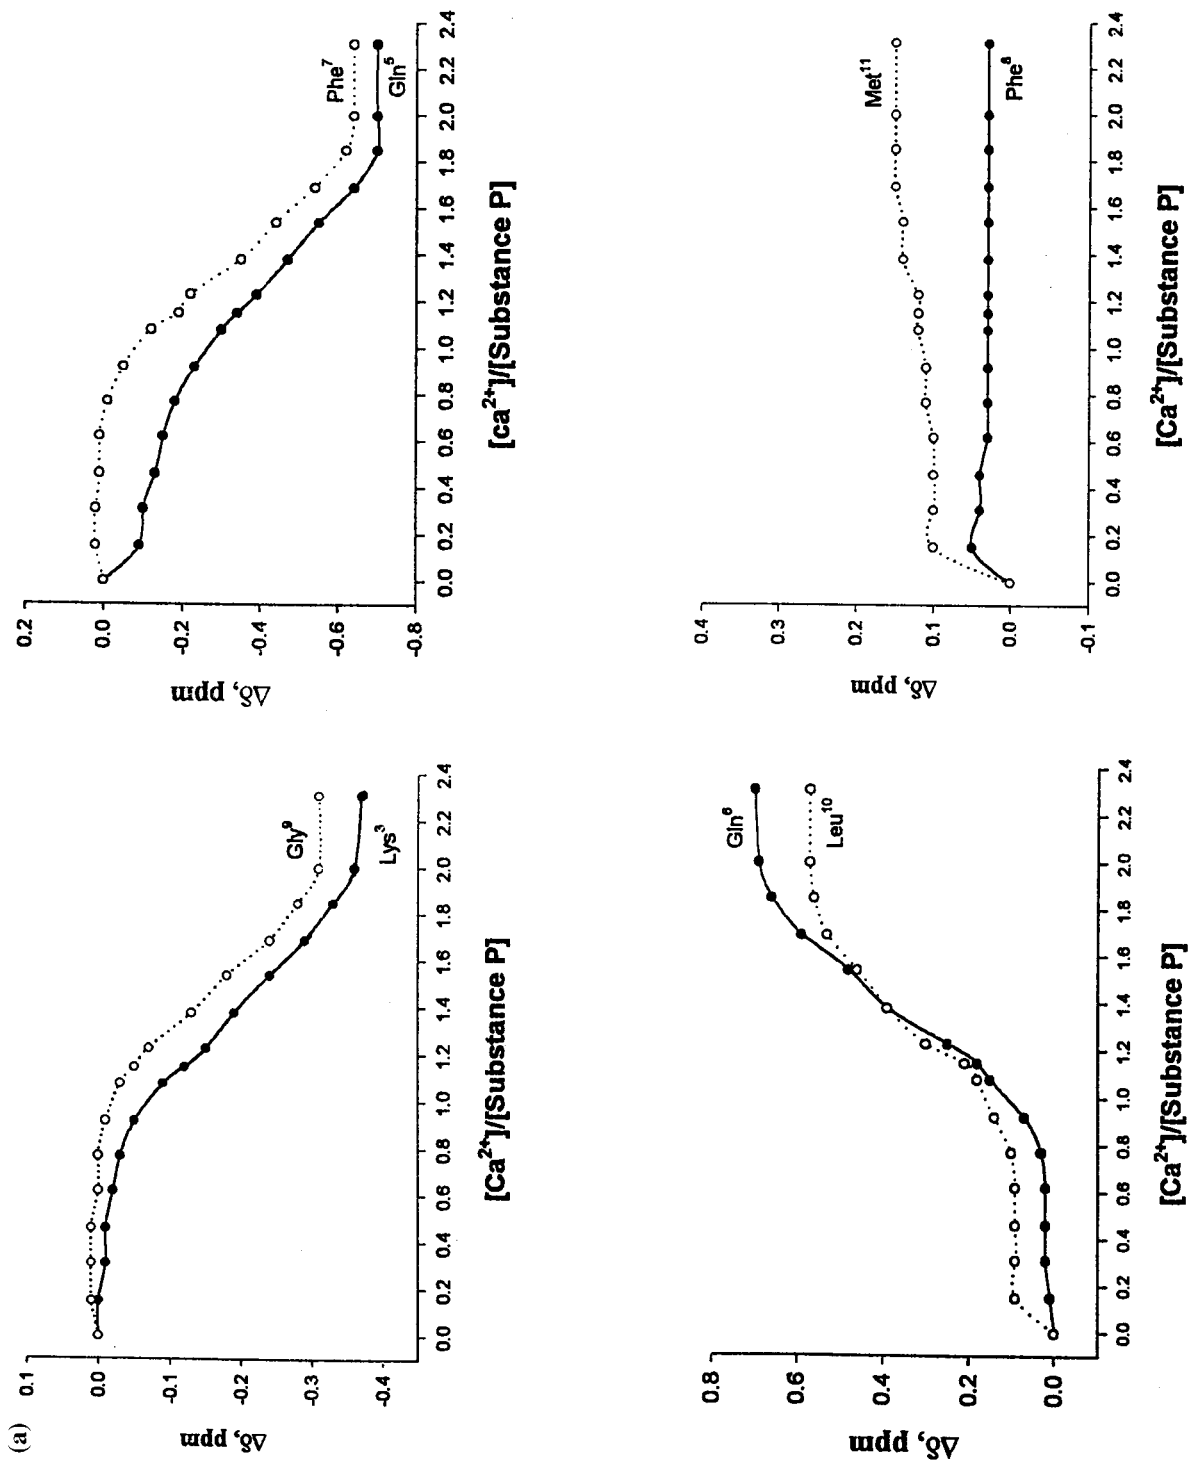 (a)
0.1
0.0
-0.1
-0.2
-0.3
-0.4
Δδ, ppm
Gly⁹
Lys³
0.0 0.2 0.4 0.6 0.8 1.0 1.2 1.4 1.6 1.8 2.0 2.2 2.4
[Ca²⁺]/[Substance P]
0.2
0.0
-0.2
-0.4
-0.6
-0.8
Δδ, ppm
Phe⁷
Gln⁵
0.0 0.2 0.4 0.6 0.8 1.0 1.2 1.4 1.6 1.8 2.0 2.2 2.4
[ca²⁺]/[Substance P]
0.8
0.6
0.4
0.2
0.0
Δδ, ppm
Gln⁶
Leu¹⁰
0.0 0.2 0.4 0.6 0.8 1.0 1.2 1.4 1.6 1.8 2.0 2.2 2.4
[Ca²⁺]/[Substance P]
0.4
0.3
0.2
0.1
0.0
-0.1
Δδ, ppm
Met¹¹
Phe⁸
0.0 0.2 0.4 0.6 0.8 1.0 1.2 1.4 1.6 1.8 2.0 2.2 2.4
[Ca²⁺]/[Substance P]